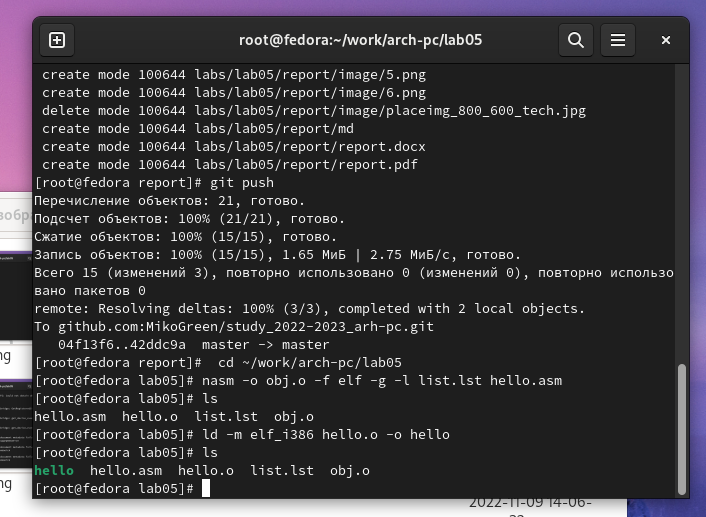 root@fedora:~/work/arch-pc/lab05
create mode 100644 labs/lab05/report/image/5.png
create mode 100644 labs/lab05/report/image/6.png
delete mode 100644 labs/lab05/report/image/placeimg_800_600_tech.jpg
create mode 100644 labs/lab05/report/md
create mode 100644 labs/lab05/report/report.docx
create mode 100644 labs/lab05/report/report.pdf
[root@fedora report]# git push
Перечисление объектов: 21, готово.
Подсчет объектов: 100% (21/21), готово.
Сжатие объектов: 100% (15/15), готово.
Запись объектов: 100% (15/15), 1.65 МиБ | 2.75 МиБ/с, готово.
Всего 15 (изменений 3), повторно использовано 0 (изменений 0), повторно использо
вано пакетов 0
remote: Resolving deltas: 100% (3/3), completed with 2 local objects.
To github.com:MikoGreen/study_2022-2023_arh-pc.git
   04f13f6..42ddc9a  master -> master
[root@fedora report]#  cd ~/work/arch-pc/lab05
[root@fedora lab05]# nasm -o obj.o -f elf -g -l list.lst hello.asm
[root@fedora lab05]# ls
hello.asm  hello.o  list.lst  obj.o
[root@fedora lab05]# ld -m elf_i386 hello.o -o hello
[root@fedora lab05]# ls
hello  hello.asm  hello.o  list.lst  obj.o
[root@fedora lab05]#
ng
ng
2022-11-09 14-06-